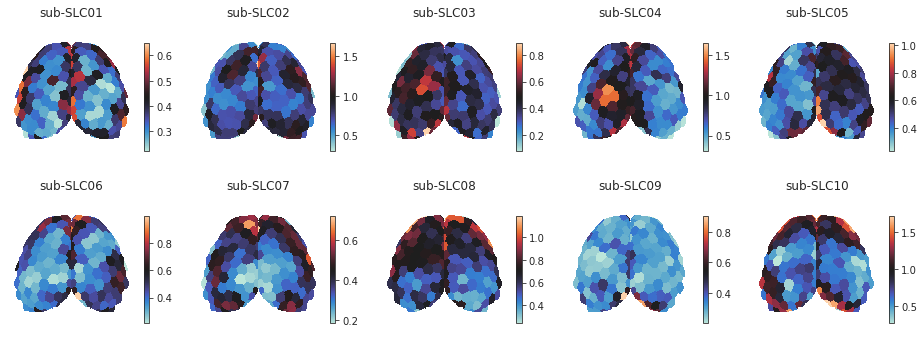 sub-SLC01 sub-SLC02 sub-SLC03 sub-SLC04 sub-SLC05
0.6 0.5 0.4 0.3
1.5 1.0 0.5
0.8 0.6 0.4 0.2
1.5 1.0 0.5
1.0 0.8 0.6 0.4
sub-SLC06 sub-SLC07 sub-SLC08 sub-SLC09 sub-SLC10
0.8 0.6 0.4
0.6 0.4 0.2
1.0 0.8 0.6 0.4
0.8 0.6 0.4
1.5 1.0 0.5